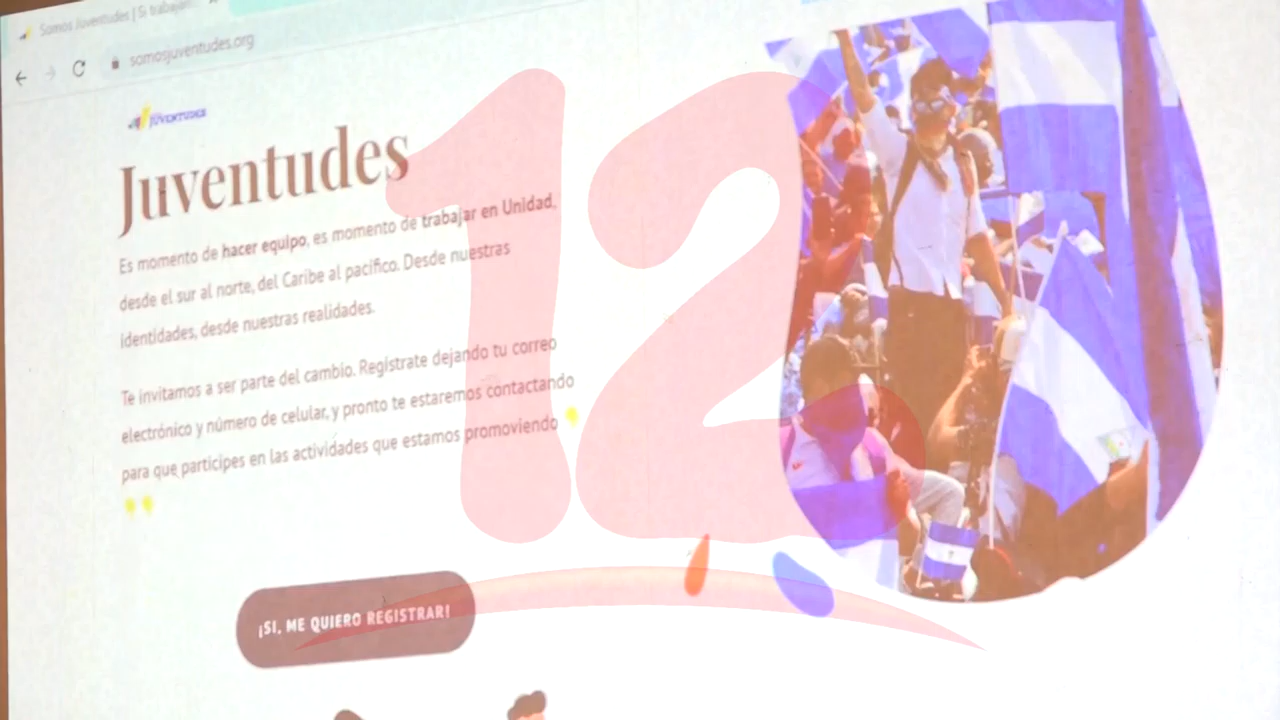 Somos Juventudes | Si trabajan...
somosjuventudes.org
JUVENTUDES
12
Juventudes
Es momento de hacer equipo, es momento de trabajar en Unidad,
desde el sur al norte, del Caribe al pacífico. Desde nuestras
identidades, desde nuestras realidades.
Te invitamos a ser parte del cambio. Regístrate dejando tu correo
electrónico y número de celular, y pronto te estaremos contactando
para que participes en las actividades que estamos promoviendo
¡SI, ME QUIERO REGISTRAR!